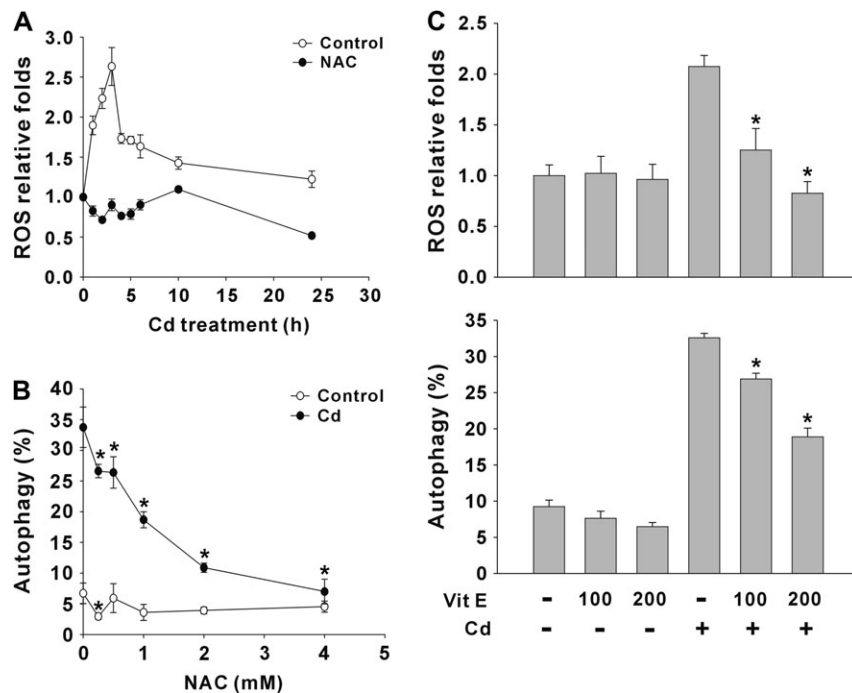 A
ROS relative folds
3.0
2.5
2.0
1.5
1.0
0.5
0.0
Control
NAC
0 5 10 15 20 25 30
Cd treatment (h)
B
Autophagy (%)
40
35
30
25
20
15
10
5
0
Control
Cd
* * * * * *
0 1 2 3 4 5
NAC (mM)
C
ROS relative folds
2.5
2.0
1.5
1.0
0.5
0.0
* *
Autophagy (%)
35
30
25
20
15
10
5
0
* *
Vit E - 100 200 - 100 200
Cd - - - + + +